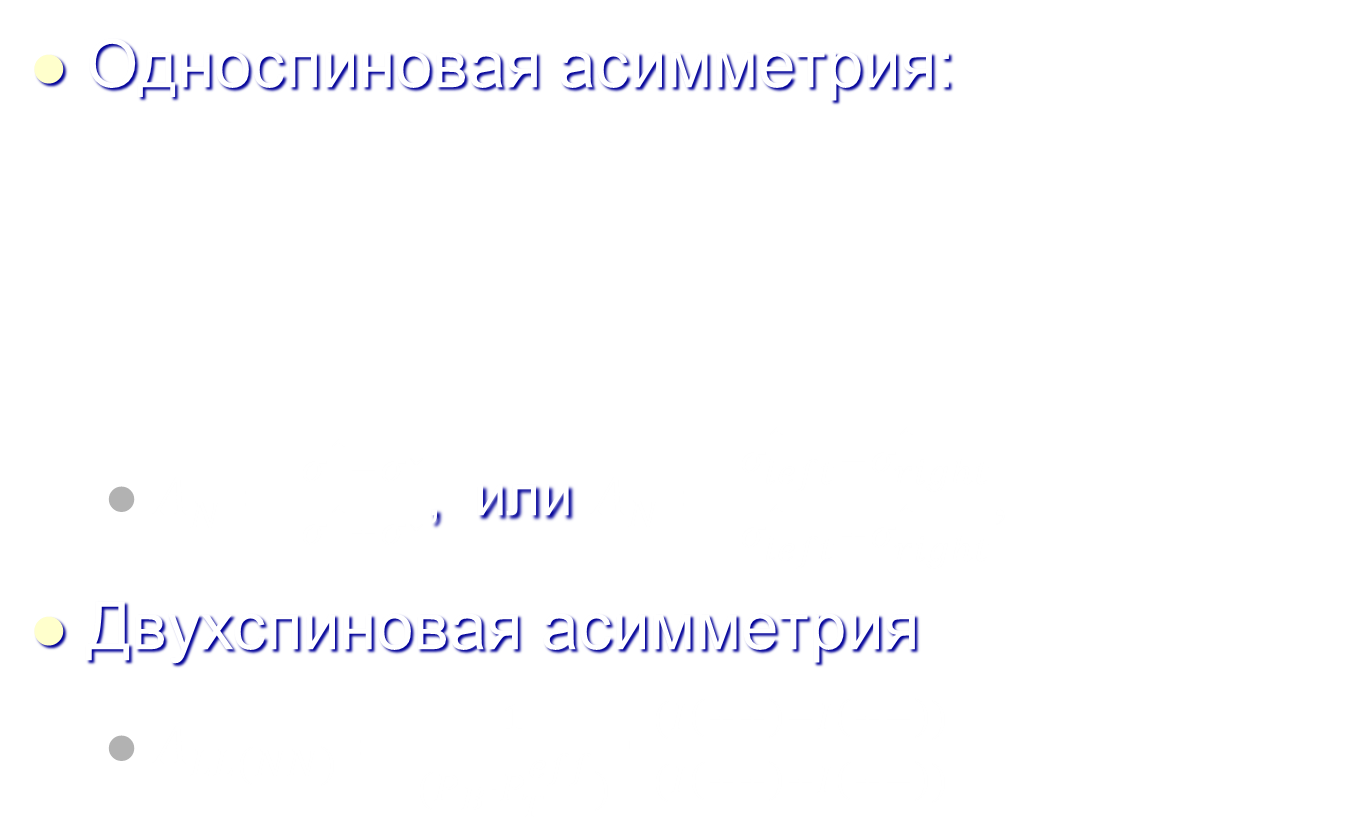 Односпиновая асимметрия:
, или
Двухспиновая асимметрия